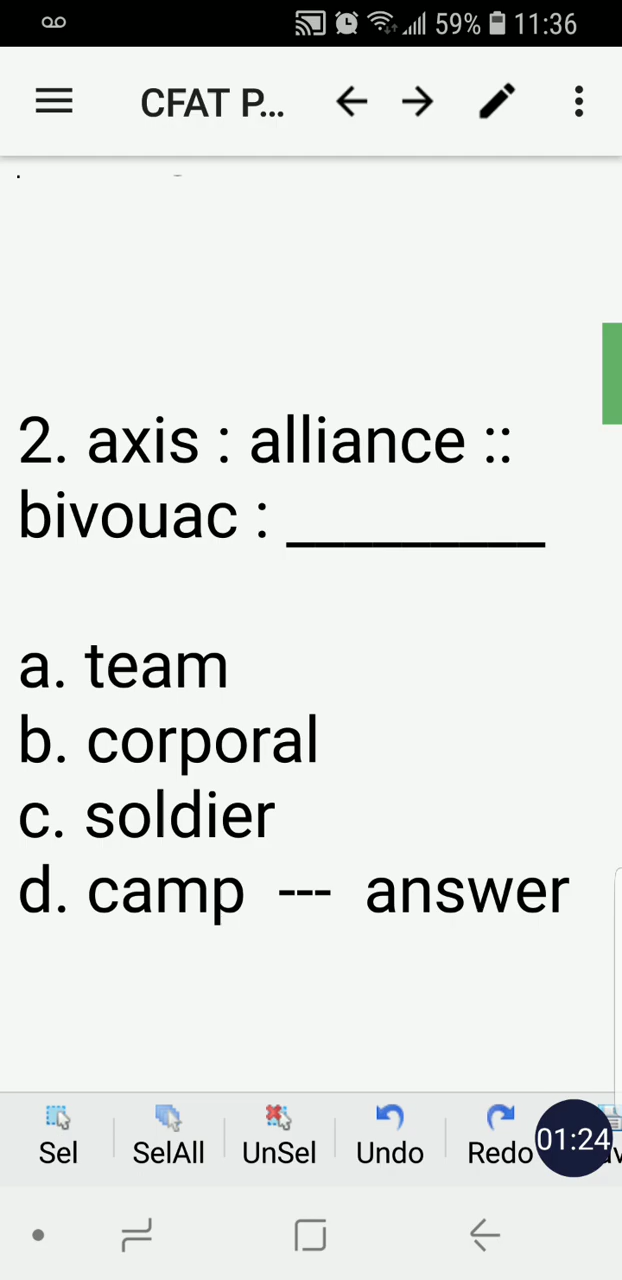 59% 11:36
CFAT P...
2. axis : alliance ::
bivouac : _________
a. team
b. corporal
c. soldier
d. camp --- answer
Sel SelAll UnSel Undo Redo
01:24